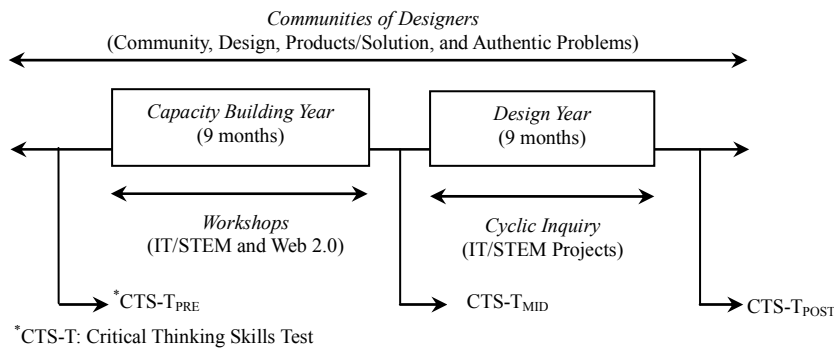 Communities of Designers
(Community, Design, Products/Solution, and Authentic Problems)
Capacity Building Year
(9 months)
Design Year
(9 months)
Workshops
(IT/STEM and Web 2.0)
Cyclic Inquiry
(IT/STEM Projects)
*CTS-TPRE
CTS-TMID
CTS-TPOST
*CTS-T: Critical Thinking Skills Test